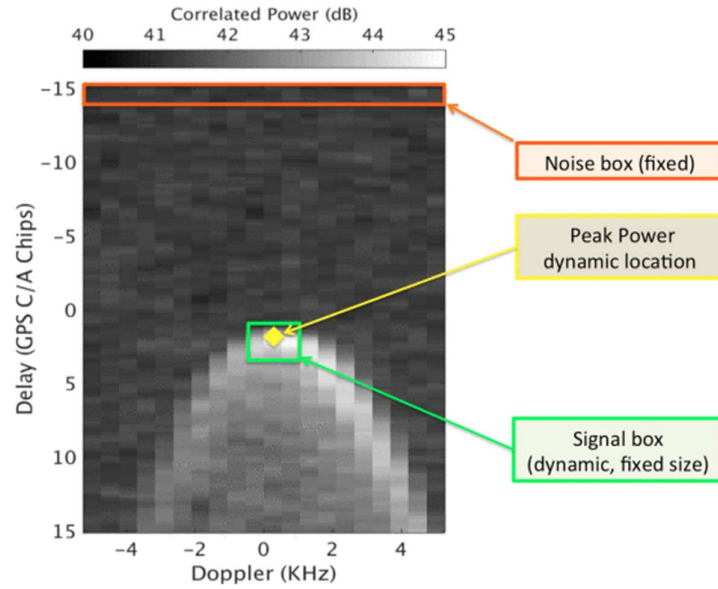 Correlated Power (dB)
40 41 42 43 44 45
-15
-10
-5
0
5
10
15
Delay (GPS C/A Chips)
-4 -2 0 2 4
Doppler (KHz)
Noise box (fixed)
Peak Power
dynamic location
Signal box
(dynamic, fixed size)